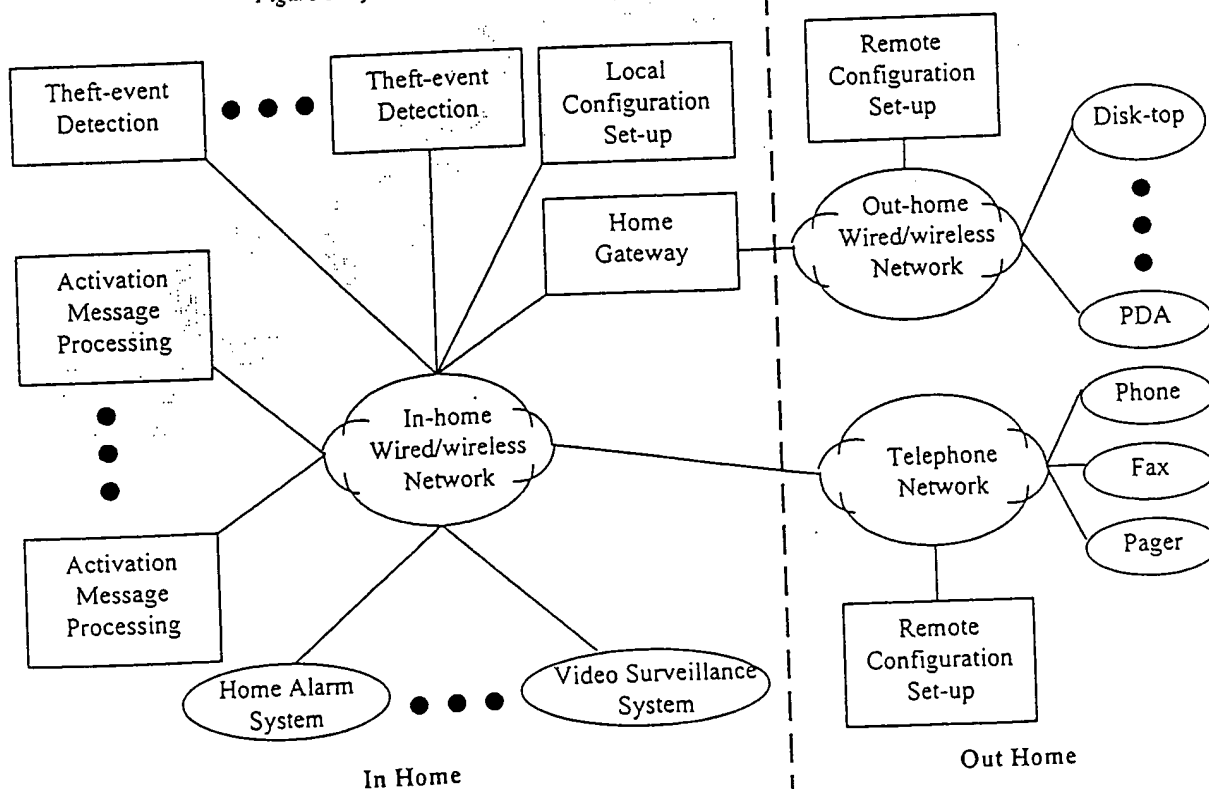 Figure
Theft-event
Detection
Theft-event
Detection
Local
Configuration
Set-up
Remote
Configuration
Set-up
Disk-top
Home
Gateway
Out-home
Wired/wireless
Network
PDA
Activation
Message
Processing
In-home
Wired/wireless
Network
Telephone
Network
Phone
Fax
Pager
Activation
Message
Processing
Home Alarm
System
Video Surveillance
System
Remote
Configuration
Set-up
In Home
Out Home